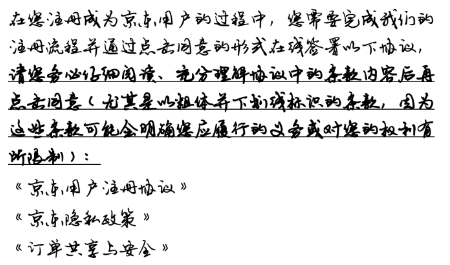 在您注册成为京东用户的过程中，您需要完成我们的
注册流程并通过点击同意的形式在线签署以下协议，
请您务必仔细阅读、充分理解协议中的条款内容后再
点击同意（尤其是以粗体并下划线标识的条款，因为
这些条款可能会明确您应履行的义务或对您的权利有
所限制）：
《京东用户注册协议》
《京东隐私政策》
《订单共享与安全》